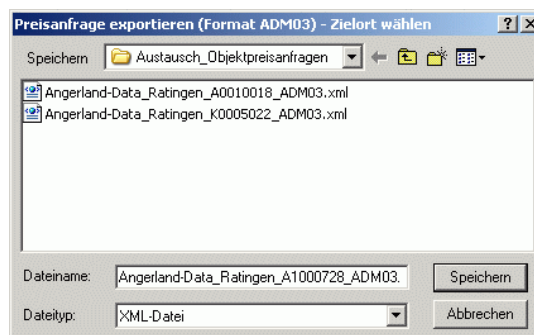 Preisanfrage exportieren (Format ADM03) - Zielort wählen
Speichern
Austausch_Objektpreisanfragen
Angerland-Data_Ratingen_A0010018_ADM03.xml
Angerland-Data_Ratingen_K0005022_ADM03.xml
Dateiname:
Angerland-Data_Ratingen_A1000728_ADM03.
Speichern
Dateityp:
XML-Datei
Abbrechen